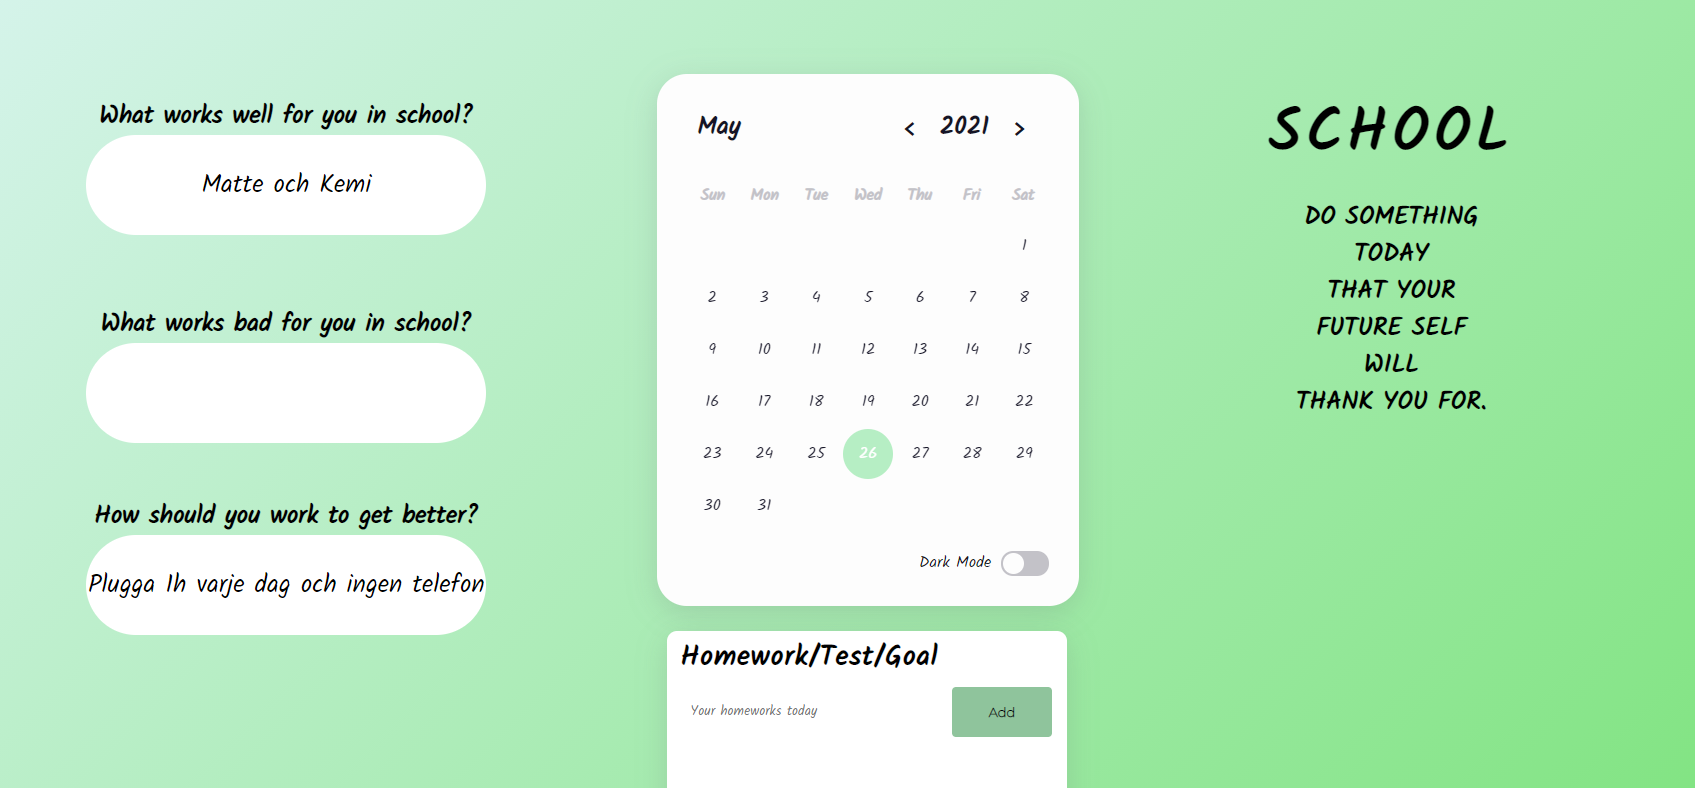 What works well for you in school?
Matte och Kemi
What works bad for you in school?
How should you work to get better?
Plugga 1h varje dag och ingen telefon
May < 2021 >
Sun Mon Tue Wed Thu Fri Sat
1
2 3 4 5 6 7 8
9 10 11 12 13 14 15
16 17 18 19 20 21 22
23 24 25 26 27 28 29
30 31
Dark Mode
Homework/Test/Goal
Your homeworks today Add
SCHOOL
DO SOMETHING
TODAY
THAT YOUR
FUTURE SELF
WILL
THANK YOU FOR.